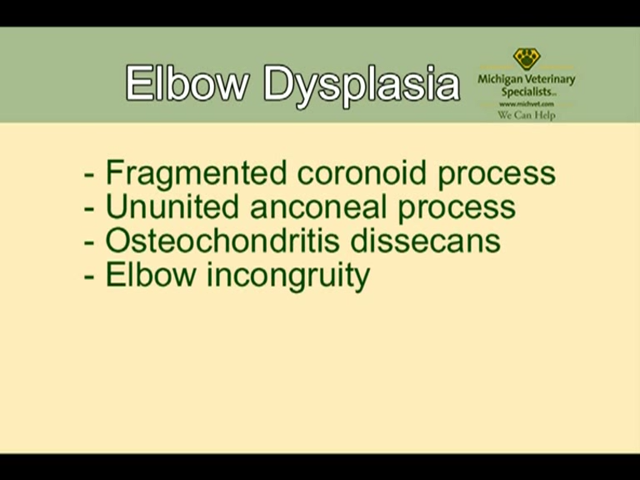 Elbow Dysplasia
Michigan Veterinary
Specialists
www.michvet.com
We Can Help
- Fragmented coronoid process
- Ununited anconeal process
- Osteochondritis dissecans
- Elbow incongruity